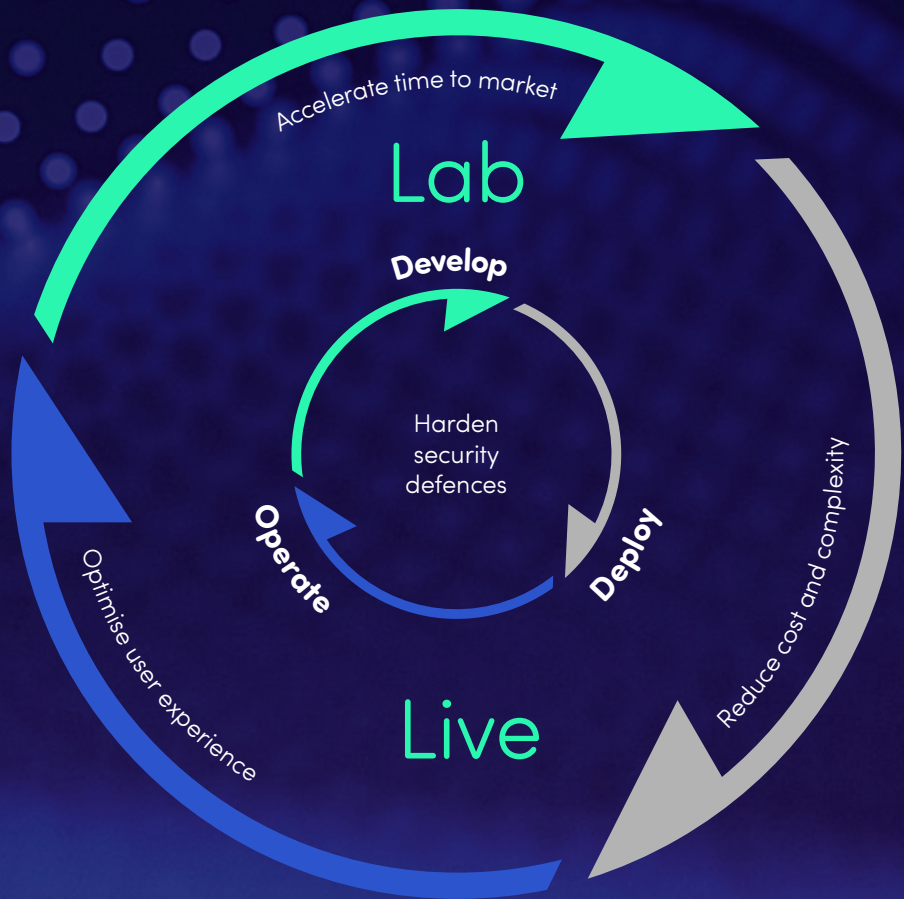 Accelerate time to market
Lab
Develop
Harden
security
defences
Operate
Deploy
Optimise user experience
Reduce cost and complexity
Live